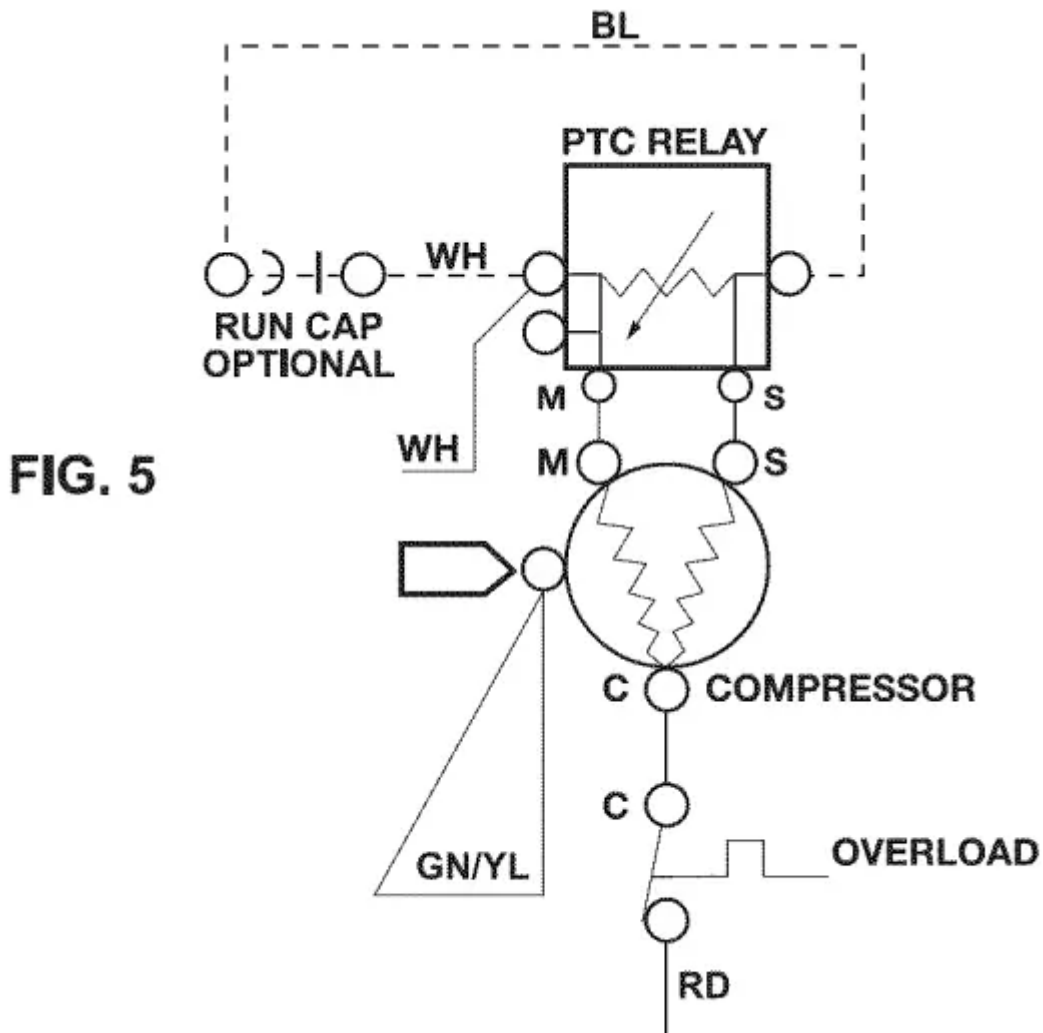 BL
PTC RELAY
WH
RUN CAP
OPTIONAL
M
S
WH
M
S
FIG. 5
C
COMPRESSOR
C
OVERLOAD
GN/YL
RD